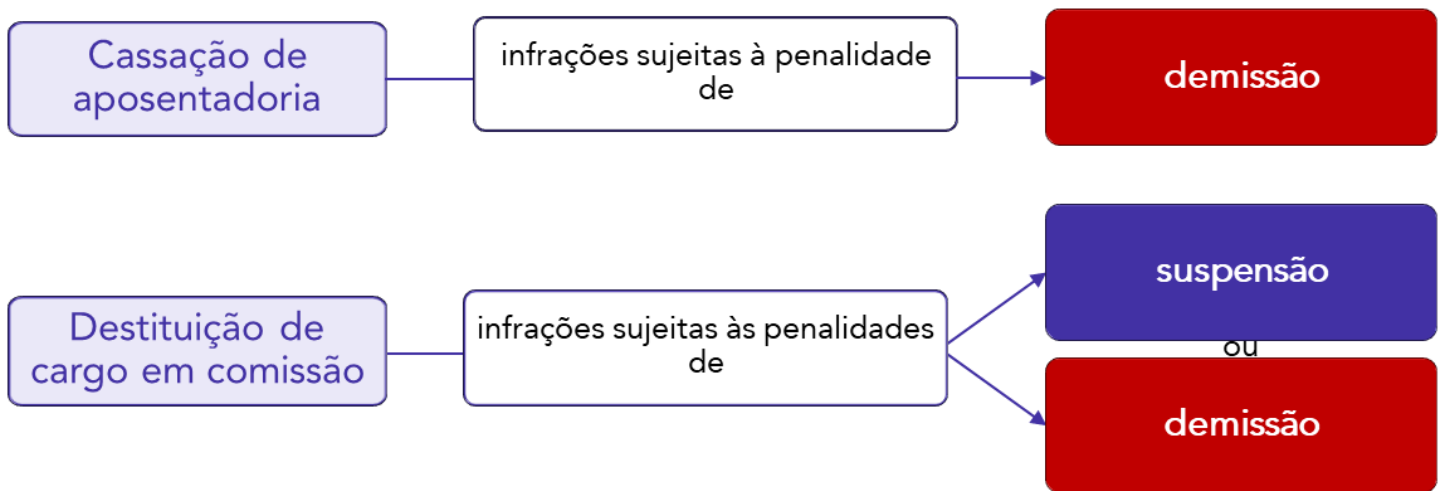 Cassação de
aposentadoria
infrações sujeitas à penalidade
de
demissão
Destituição de
cargo em comissão
infrações sujeitas às penalidades
de
suspensão
ou
demissão